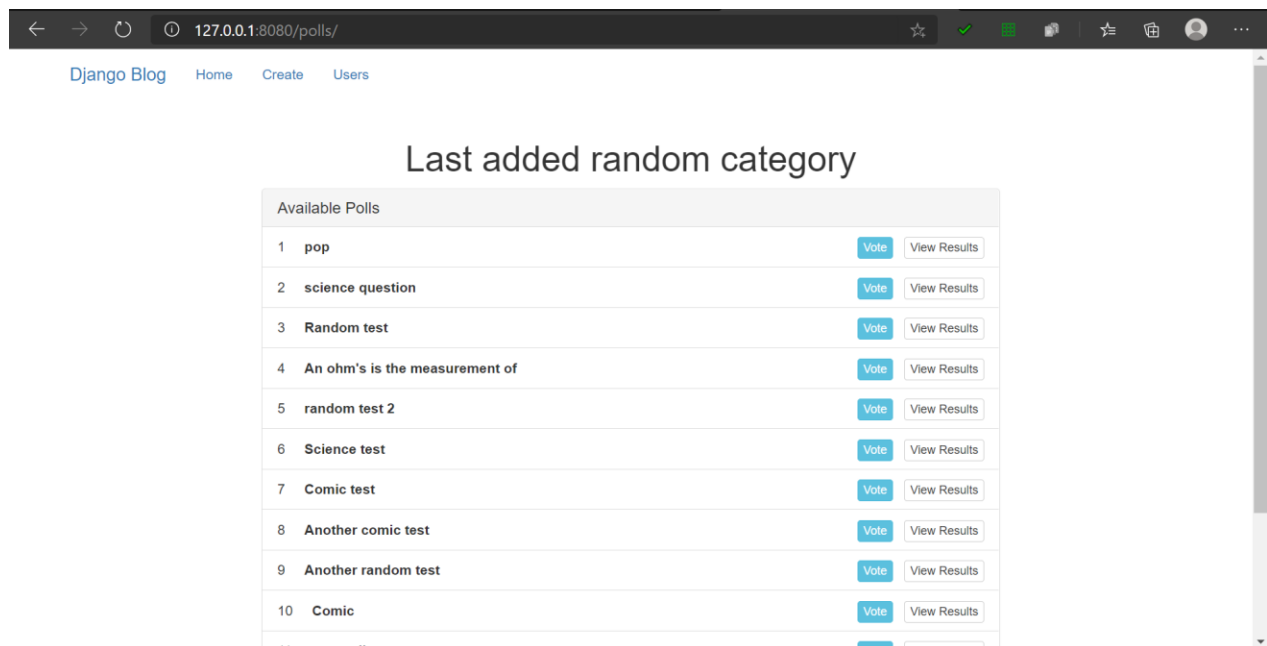 127.0.0.1:8080/polls/
Django Blog Home Create Users
Last added random category
Available Polls
1 pop Vote View Results
2 science question Vote View Results
3 Random test Vote View Results
4 An ohm's is the measurement of Vote View Results
5 random test 2 Vote View Results
6 Science test Vote View Results
7 Comic test Vote View Results
8 Another comic test Vote View Results
9 Another random test Vote View Results
10 Comic Vote View Results